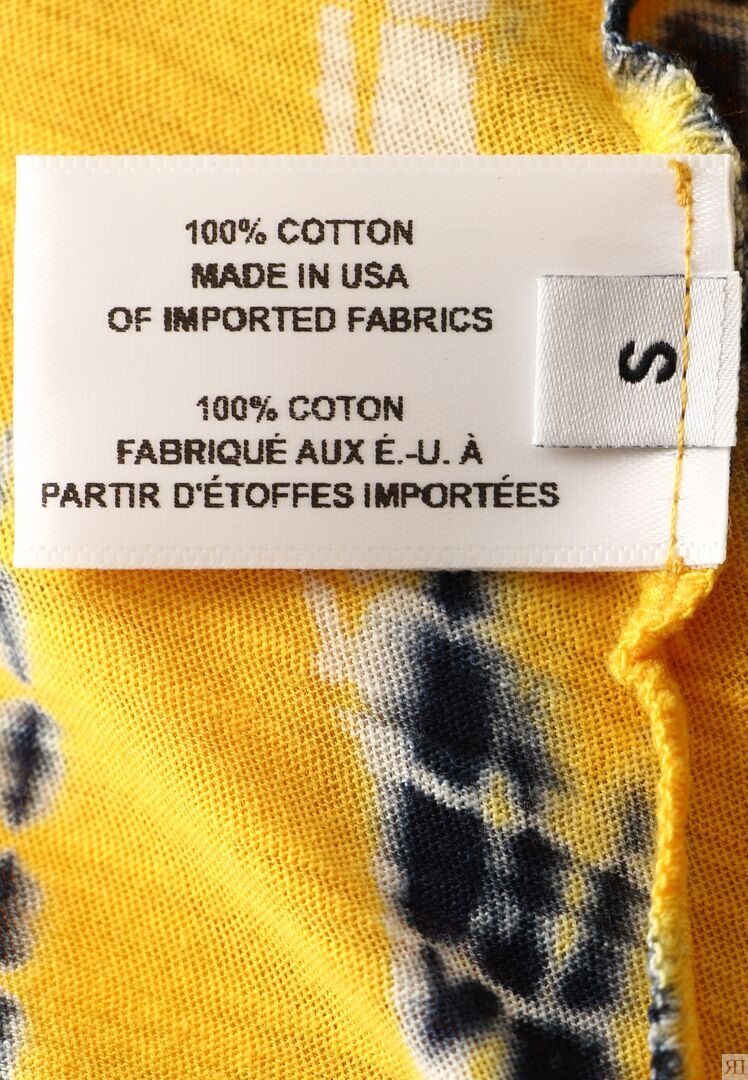 100% COTTON
MADE IN USA
OF IMPORTED FABRICS
S
100% COTON
FABRIQUÉ AUX É.-U. À
PARTIR D'ÉTOFFES IMPORTÉES